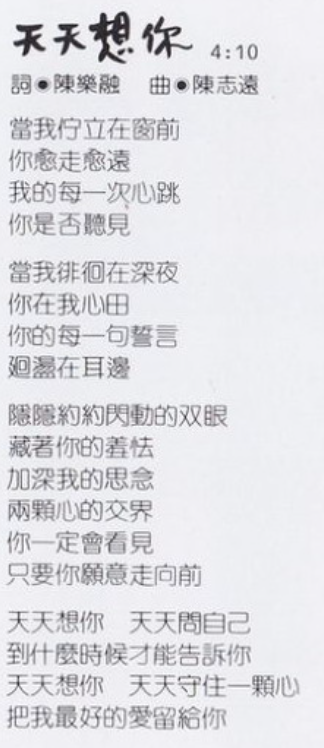 天天想你 4:10
詞●陳樂融 曲●陳志遠
當我佇立在窗前
你愈走愈遠
我的每一次心跳
你是否聽見
當我徘徊在深夜
你在我心田
你的每一句誓言
迴盪在耳邊
隱隱約約閃動的双眼
藏著你的羞怯
加深我的思念
兩顆心的交界
你一定會看見
只要你願意走向前
天天想你 天天問自己
到什麼時候才能告訴你
天天想你 天天守住一顆心
把我最好的愛留給你